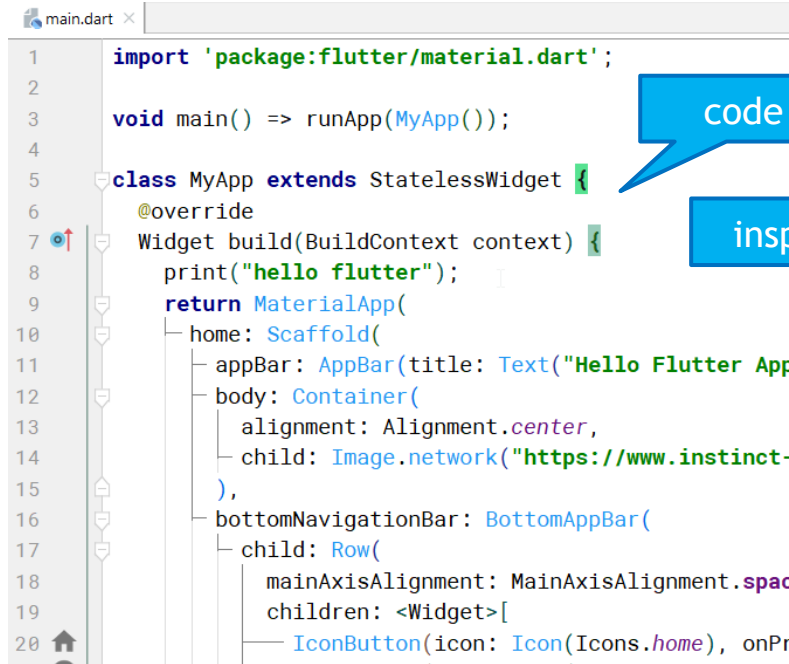 main.dart
1 import 'package:flutter/material.dart';
2
3 void main() => runApp(MyApp());
code
4
5 class MyApp extends StatelessWidget {
6 @override
7 Widget build(BuildContext context) {
insp
8 print("hello flutter");
9 return MaterialApp(
10 home: Scaffold(
11 appBar: AppBar(title: Text("Hello Flutter App
12 body: Container(
13 alignment: Alignment.center,
14 child: Image.network("https://www.instinct-
15 ),
16 bottomNavigationBar: BottomAppBar(
17 child: Row(
18 mainAxisAlignment: MainAxisAlignment.spac
19 children: <Widget>[
20 IconButton(icon: Icon(Icons.home), onPr